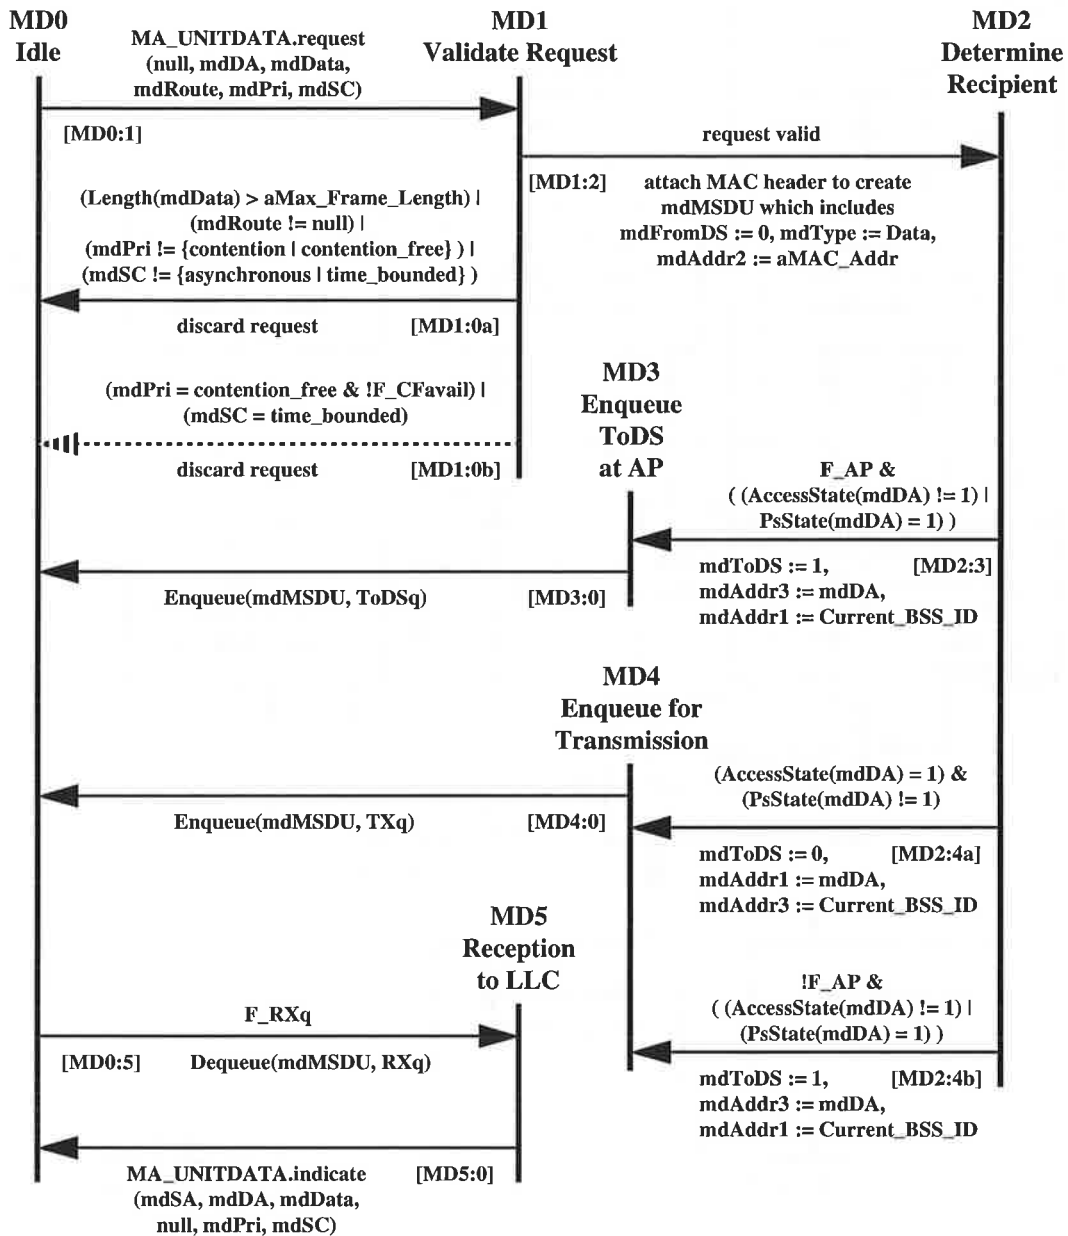 MD0
Idle
MA_UNITDATA.request
(null, mdDA, mdData,
mdRoute, mdPri, mdSC)
[MD0:1]
MD1
Validate Request
MD2
Determine
Recipient
request valid
[MD1:2]
attach MAC header to create
mdMSDU which includes
mdFromDS := 0, mdType := Data,
mdAddr2 := aMAC_Addr
(Length(mdData) > aMax_Frame_Length) |
(mdRoute != null) |
(mdPri != {contention | contention_free} ) |
(mdSC != {asynchronous | time_bounded} )
discard request
[MD1:0a]
(mdPri = contention_free & !F_CFavail) |
(mdSC = time_bounded)
discard request
[MD1:0b]
MD3
Enqueue
ToDS
at AP
F_AP &
( (AccessState(mdDA) != 1) |
PsState(mdDA) = 1) )
mdToDS := 1,
[MD2:3]
mdAddr3 := mdDA,
mdAddr1 := Current_BSS_ID
Enqueue(mdMSDU, ToDSq)
[MD3:0]
MD4
Enqueue for
Transmission
(AccessState(mdDA) = 1) &
(PsState(mdDA) != 1)
Enqueue(mdMSDU, TXq)
[MD4:0]
mdToDS := 0,
[MD2:4a]
mdAddr1 := mdDA,
mdAddr3 := Current_BSS_ID
MD5
Reception
to LLC
!F_AP &
( (AccessState(mdDA) != 1) |
(PsState(mdDA) = 1) )
F_RXq
[MD0:5]
Dequeue(mdMSDU, RXq)
mdToDS := 1,
[MD2:4b]
mdAddr3 := mdDA,
mdAddr1 := Current_BSS_ID
MA_UNITDATA.indicate
[MD5:0]
(mdSA, mdDA, mdData,
null, mdPri, mdSC)